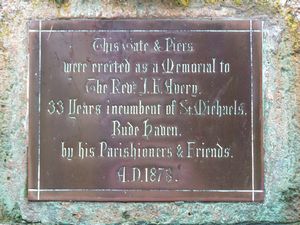 This Gate & Piers
were erected as a Memorial to
The Revd J. F. Avery.
33 Years incumbent of St Michaels.
Bude Haven.
by his Parishioners & Friends.
A.D. 1873.